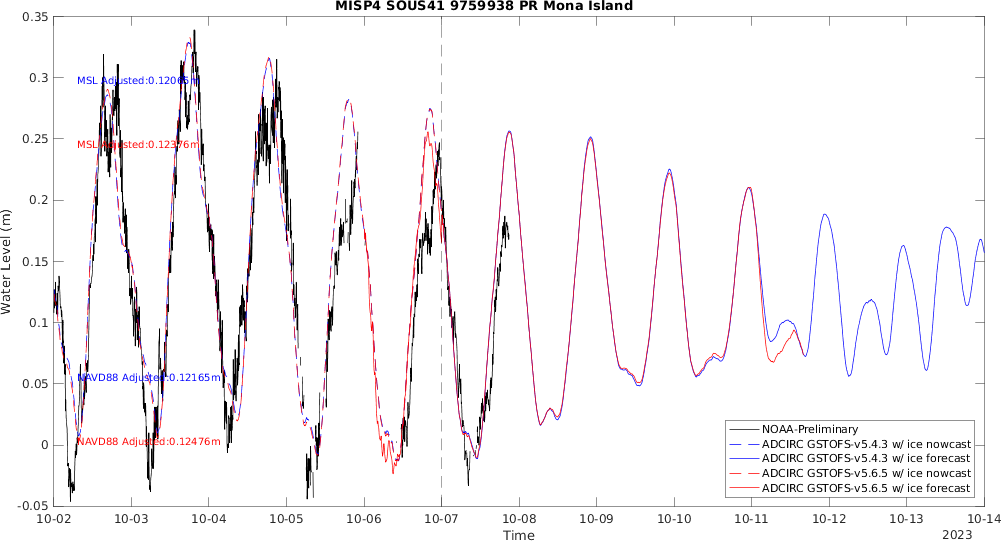 MISP4 SOUS41 9759938 PR Mona Island
Water Level (m)
0.35
0.3
0.25
0.2
0.15
0.1
0.05
0
-0.05
MSL Adjusted:0.12065m
MSL Adjusted:0.12376m
NAVD88 Adjusted:0.12165m
NAVD88 Adjusted:0.12476m
NOAA-Preliminary
ADCIRC GSTOFS-v5.4.3 w/ ice nowcast
ADCIRC GSTOFS-v5.4.3 w/ ice forecast
ADCIRC GSTOFS-v5.6.5 w/ ice nowcast
ADCIRC GSTOFS-v5.6.5 w/ ice forecast
10-02 10-03 10-04 10-05 10-06 10-07 10-08 10-09 10-10 10-11 10-12 10-13 10-14
Time
2023